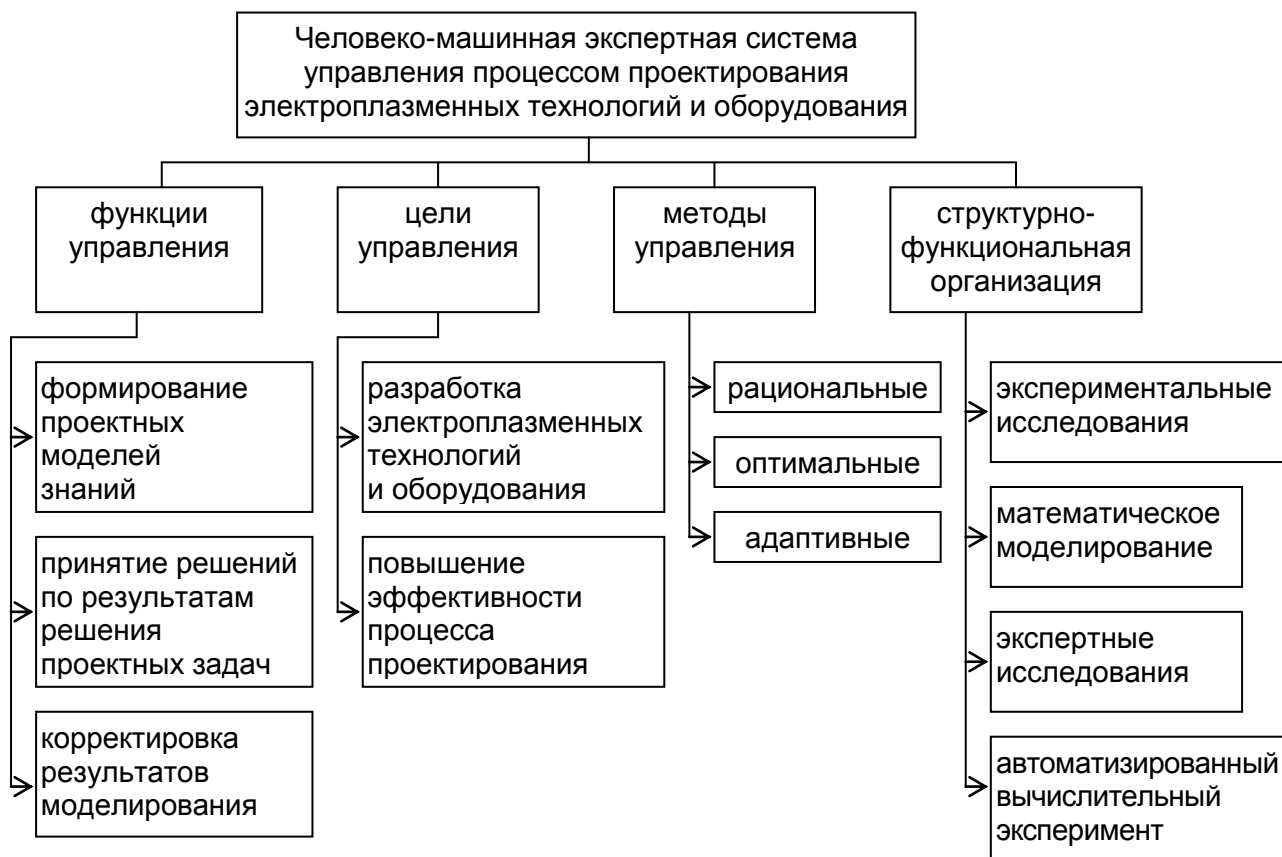 Человеко-машинная экспертная система
управления процессом проектирования
электроплазменных технологий и оборудования
функции
управления
цели
управления
методы
управления
структурно-
функциональная
организация
формирование
проектных
моделей
знаний
принятие решений
по результатам
решения
проектных задач
корректировка
результатов
моделирования
разработка
электроплазменных
технологий
и оборудования
повышение
эффективности
процесса
проектирования
рациональные
оптимальные
адаптивные
экспериментальные
исследования
математическое
моделирование
экспертные
исследования
автоматизированный
вычислительный
эксперимент